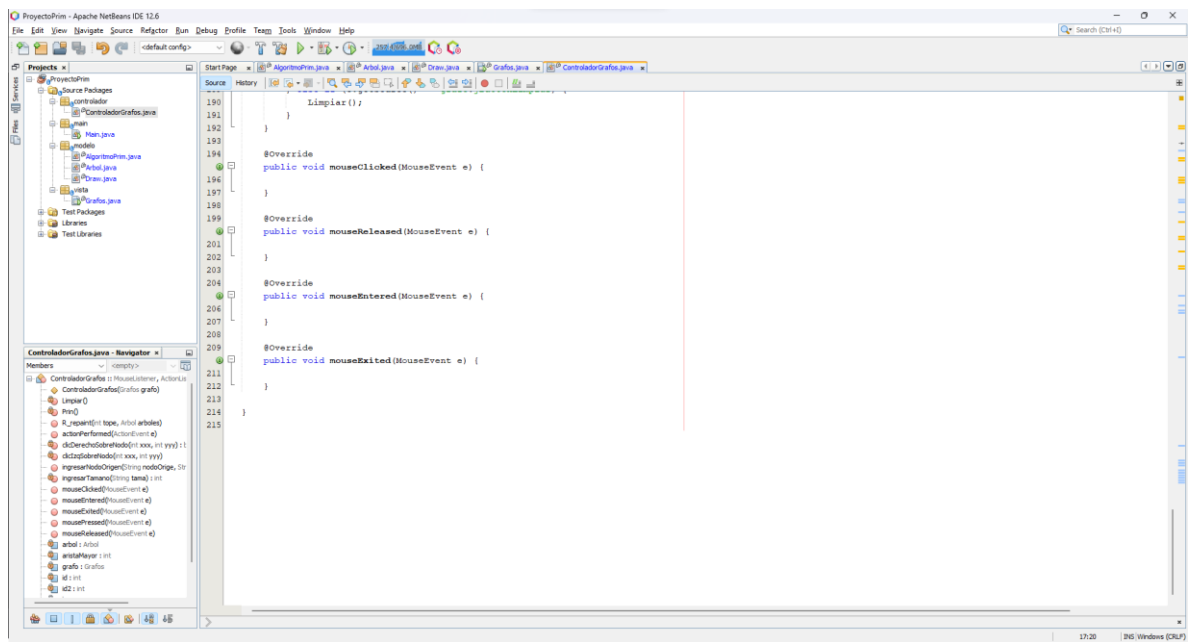 ProyectoPrim - Apache NetBeans IDE 12.6
File Edit View Navigate Source Refactor Run Debug Profile Team Tools Window Help
Search (Ctrl+I)
<default config>
Projects
Start Page AlgoritmoPrim.java Arbol.java Draw.java Grafos.java ControladorGrafos.java
Services
Files
ProyectoPrim
Source Packages
controlador
ControladorGrafos.java
main
Main.java
modelo
AlgoritmoPrim.java
Arbol.java
Draw.java
vista
Grafos.java
Test Packages
Libraries
Test Libraries
Source History
190 Limpiar();
191 }
192 }
193
194 @Override
public void mouseClicked(MouseEvent e) {
196
197 }
198
199 @Override
public void mouseReleased(MouseEvent e) {
201
202 }
203
204 @Override
public void mouseEntered(MouseEvent e) {
206
207 }
208
209 @Override
public void mouseExited(MouseEvent e) {
211
212 }
213
214 }
215
ControladorGrafos.java - Navigator
Members <empty>
ControladorGrafos :: MouseListener, ActionLis
ControladorGrafos(Grafos grafo)
Limpiar()
Prin()
R_repaint(int tope, Arbol arboles)
actionPerformed(ActionEvent e)
clicDerechoSobreNodo(int xxx, int yyy) : b
clicIzqSobreNodo(int xxx, int yyy)
ingresarNodoOrigen(String nodoOrige, Str
ingresarTamano(String tama) : int
mouseClicked(MouseEvent e)
mouseEntered(MouseEvent e)
mouseExited(MouseEvent e)
mousePressed(MouseEvent e)
mouseReleased(MouseEvent e)
arbol : Arbol
aristaMayor : int
grafo : Grafos
id : int
id2 : int
17:20 INS Windows (CRLF)